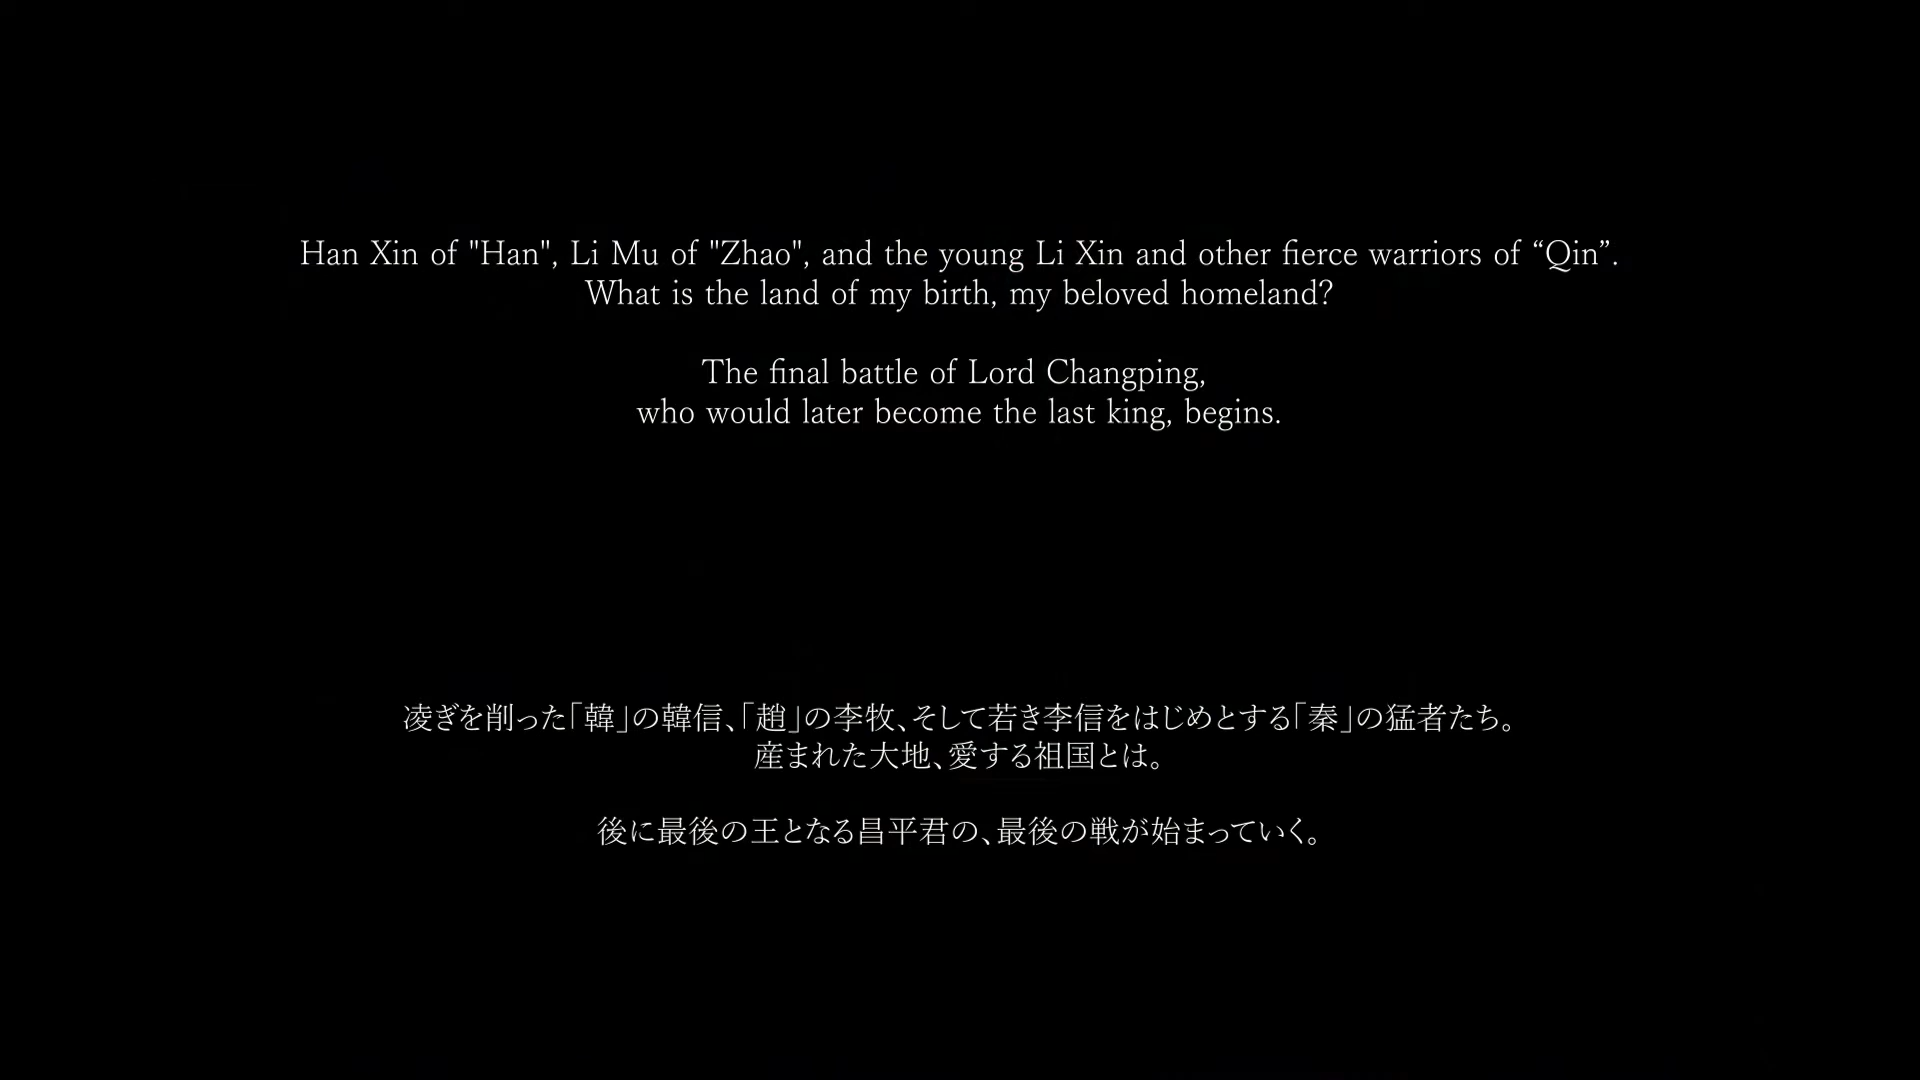 Han Xin of "Han", Li Mu of "Zhao", and the young Li Xin and other fierce warriors of “Qin”.
What is the land of my birth, my beloved homeland?
The final battle of Lord Changping,
who would later become the last king, begins.
凌ぎを削った「韓」の韓信、「趙」の李牧、そして若き李信をはじめとする「秦」の猛者たち。
産まれた大地、愛する祖国とは。
後に最後の王となる昌平君の、最後の戦が始まっていく。